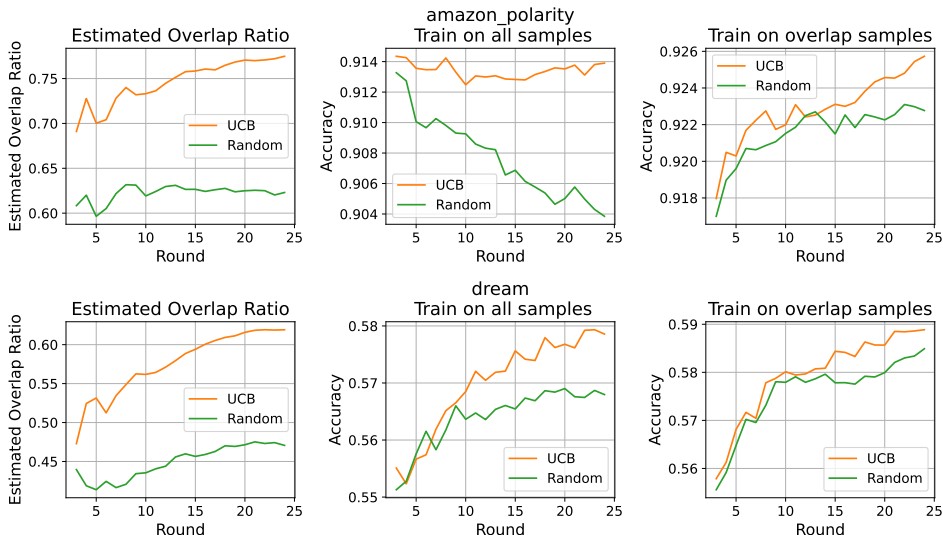 amazon_polarity
Estimated Overlap Ratio
Train on all samples
Train on overlap samples
Estimated Overlap Ratio
0.75
0.70
0.65
0.60
UCB
Random
5 10 15 20 25
Round
Accuracy
0.914
0.912
0.910
0.908
0.906
0.904
UCB
Random
5 10 15 20 25
Round
Accuracy
0.926
0.924
0.922
0.920
0.918
UCB
Random
5 10 15 20 25
Round
dream
Estimated Overlap Ratio
Train on all samples
Train on overlap samples
Estimated Overlap Ratio
0.60
0.55
0.50
0.45
UCB
Random
5 10 15 20 25
Round
Accuracy
0.58
0.57
0.56
0.55
UCB
Random
5 10 15 20 25
Round
Accuracy
0.59
0.58
0.57
0.56
UCB
Random
5 10 15 20 25
Round